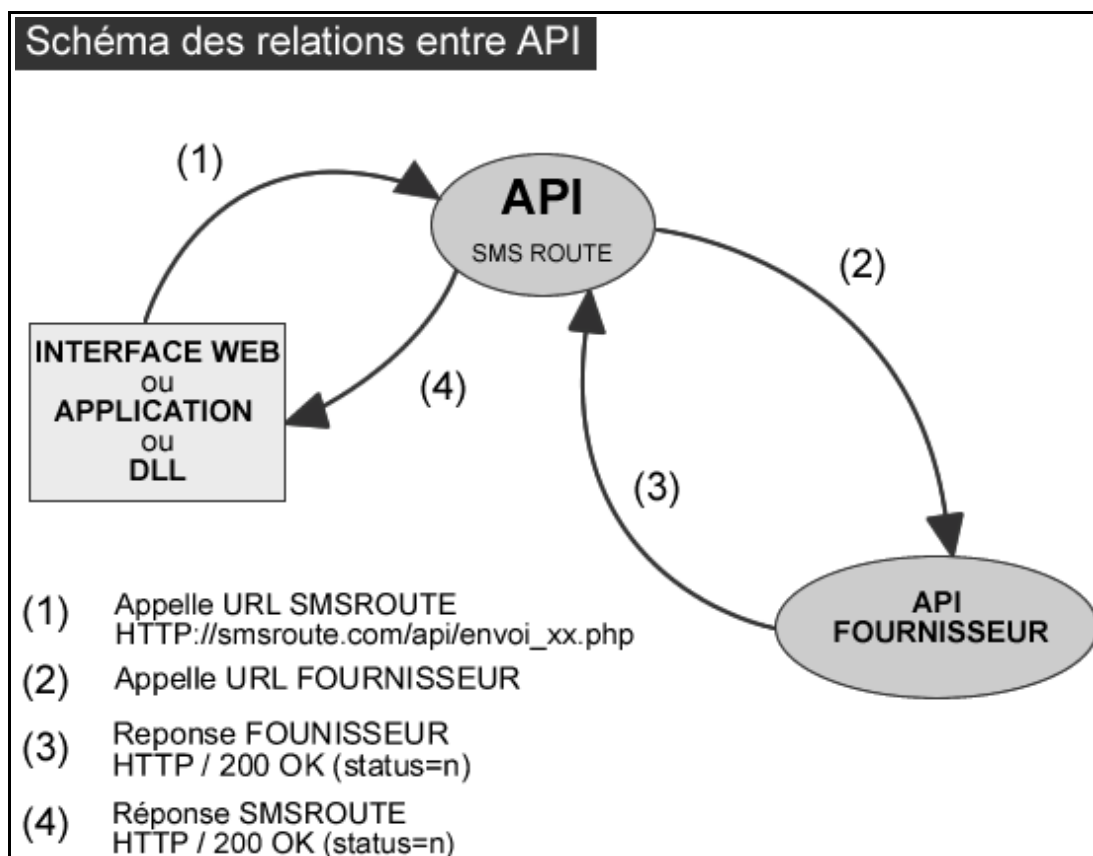 Schéma des relations entre API
(1)
API
SMS ROUTE
(2)
INTERFACE WEB
ou
APPLICATION
ou
DLL
(4)
(3)
API
FOURNISSEUR
(1) Appelle URL SMSROUTE
HTTP://smsroute.com/api/envoi_xx.php
(2) Appelle URL FOURNISSEUR
(3) Reponse FOUNISSEUR
HTTP / 200 OK (status=n)
(4) Réponse SMSROUTE
HTTP / 200 OK (status=n)